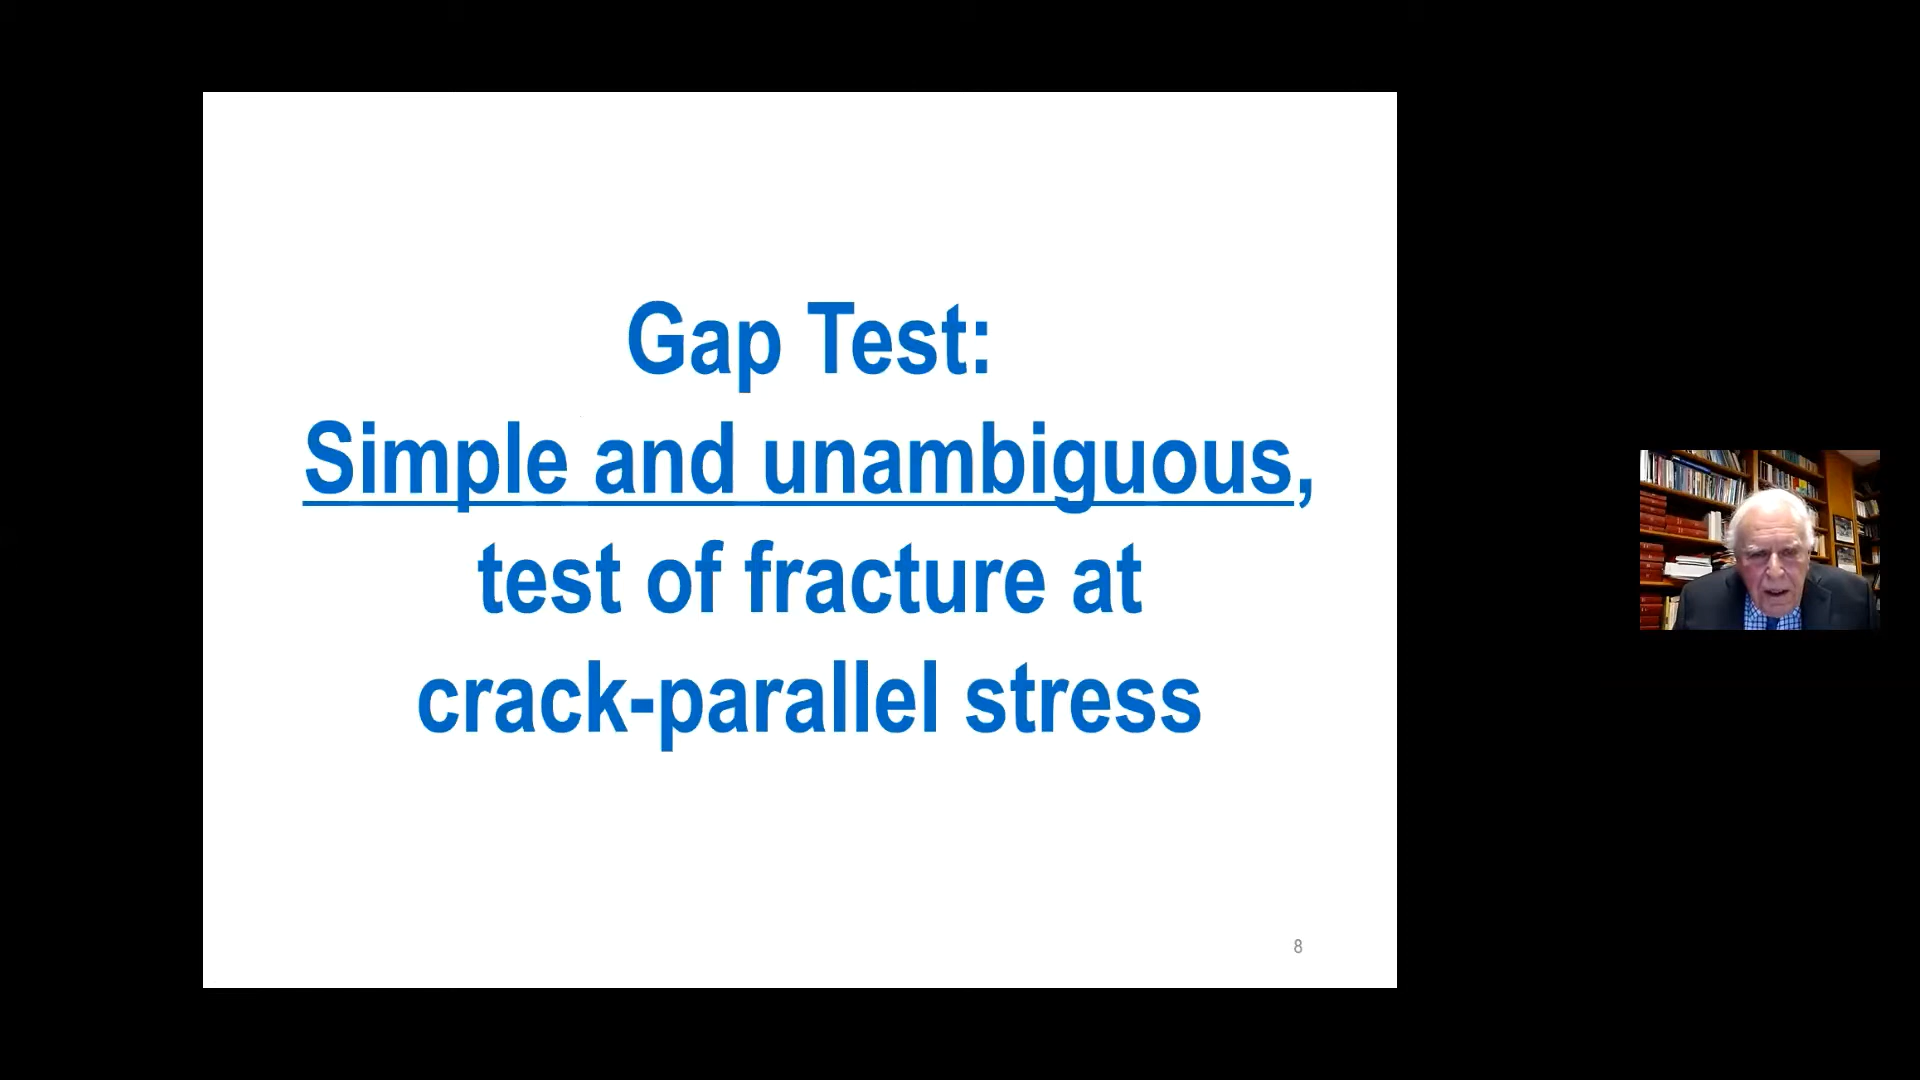 Gap Test:
Simple and unambiguous,
test of fracture at
crack-parallel stress
8